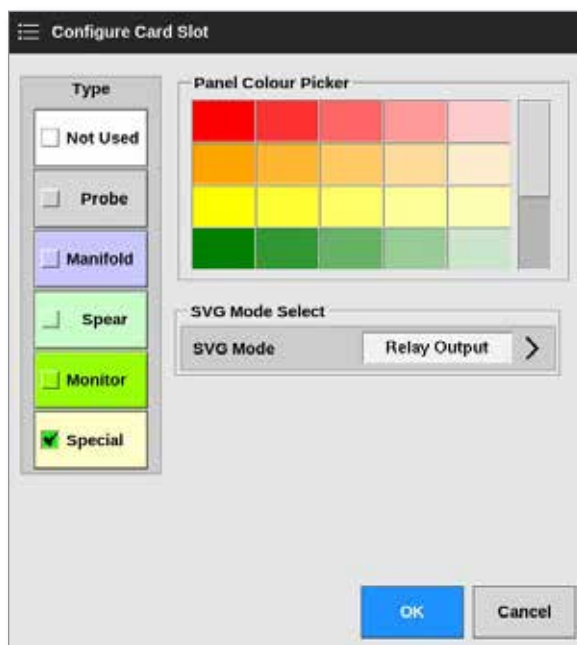 Configure Card Slot
Type
Not Used
Probe
Manifold
Spear
Monitor
Special
Panel Colour Picker
SVG Mode Select
SVG Mode
Relay Output
OK
Cancel